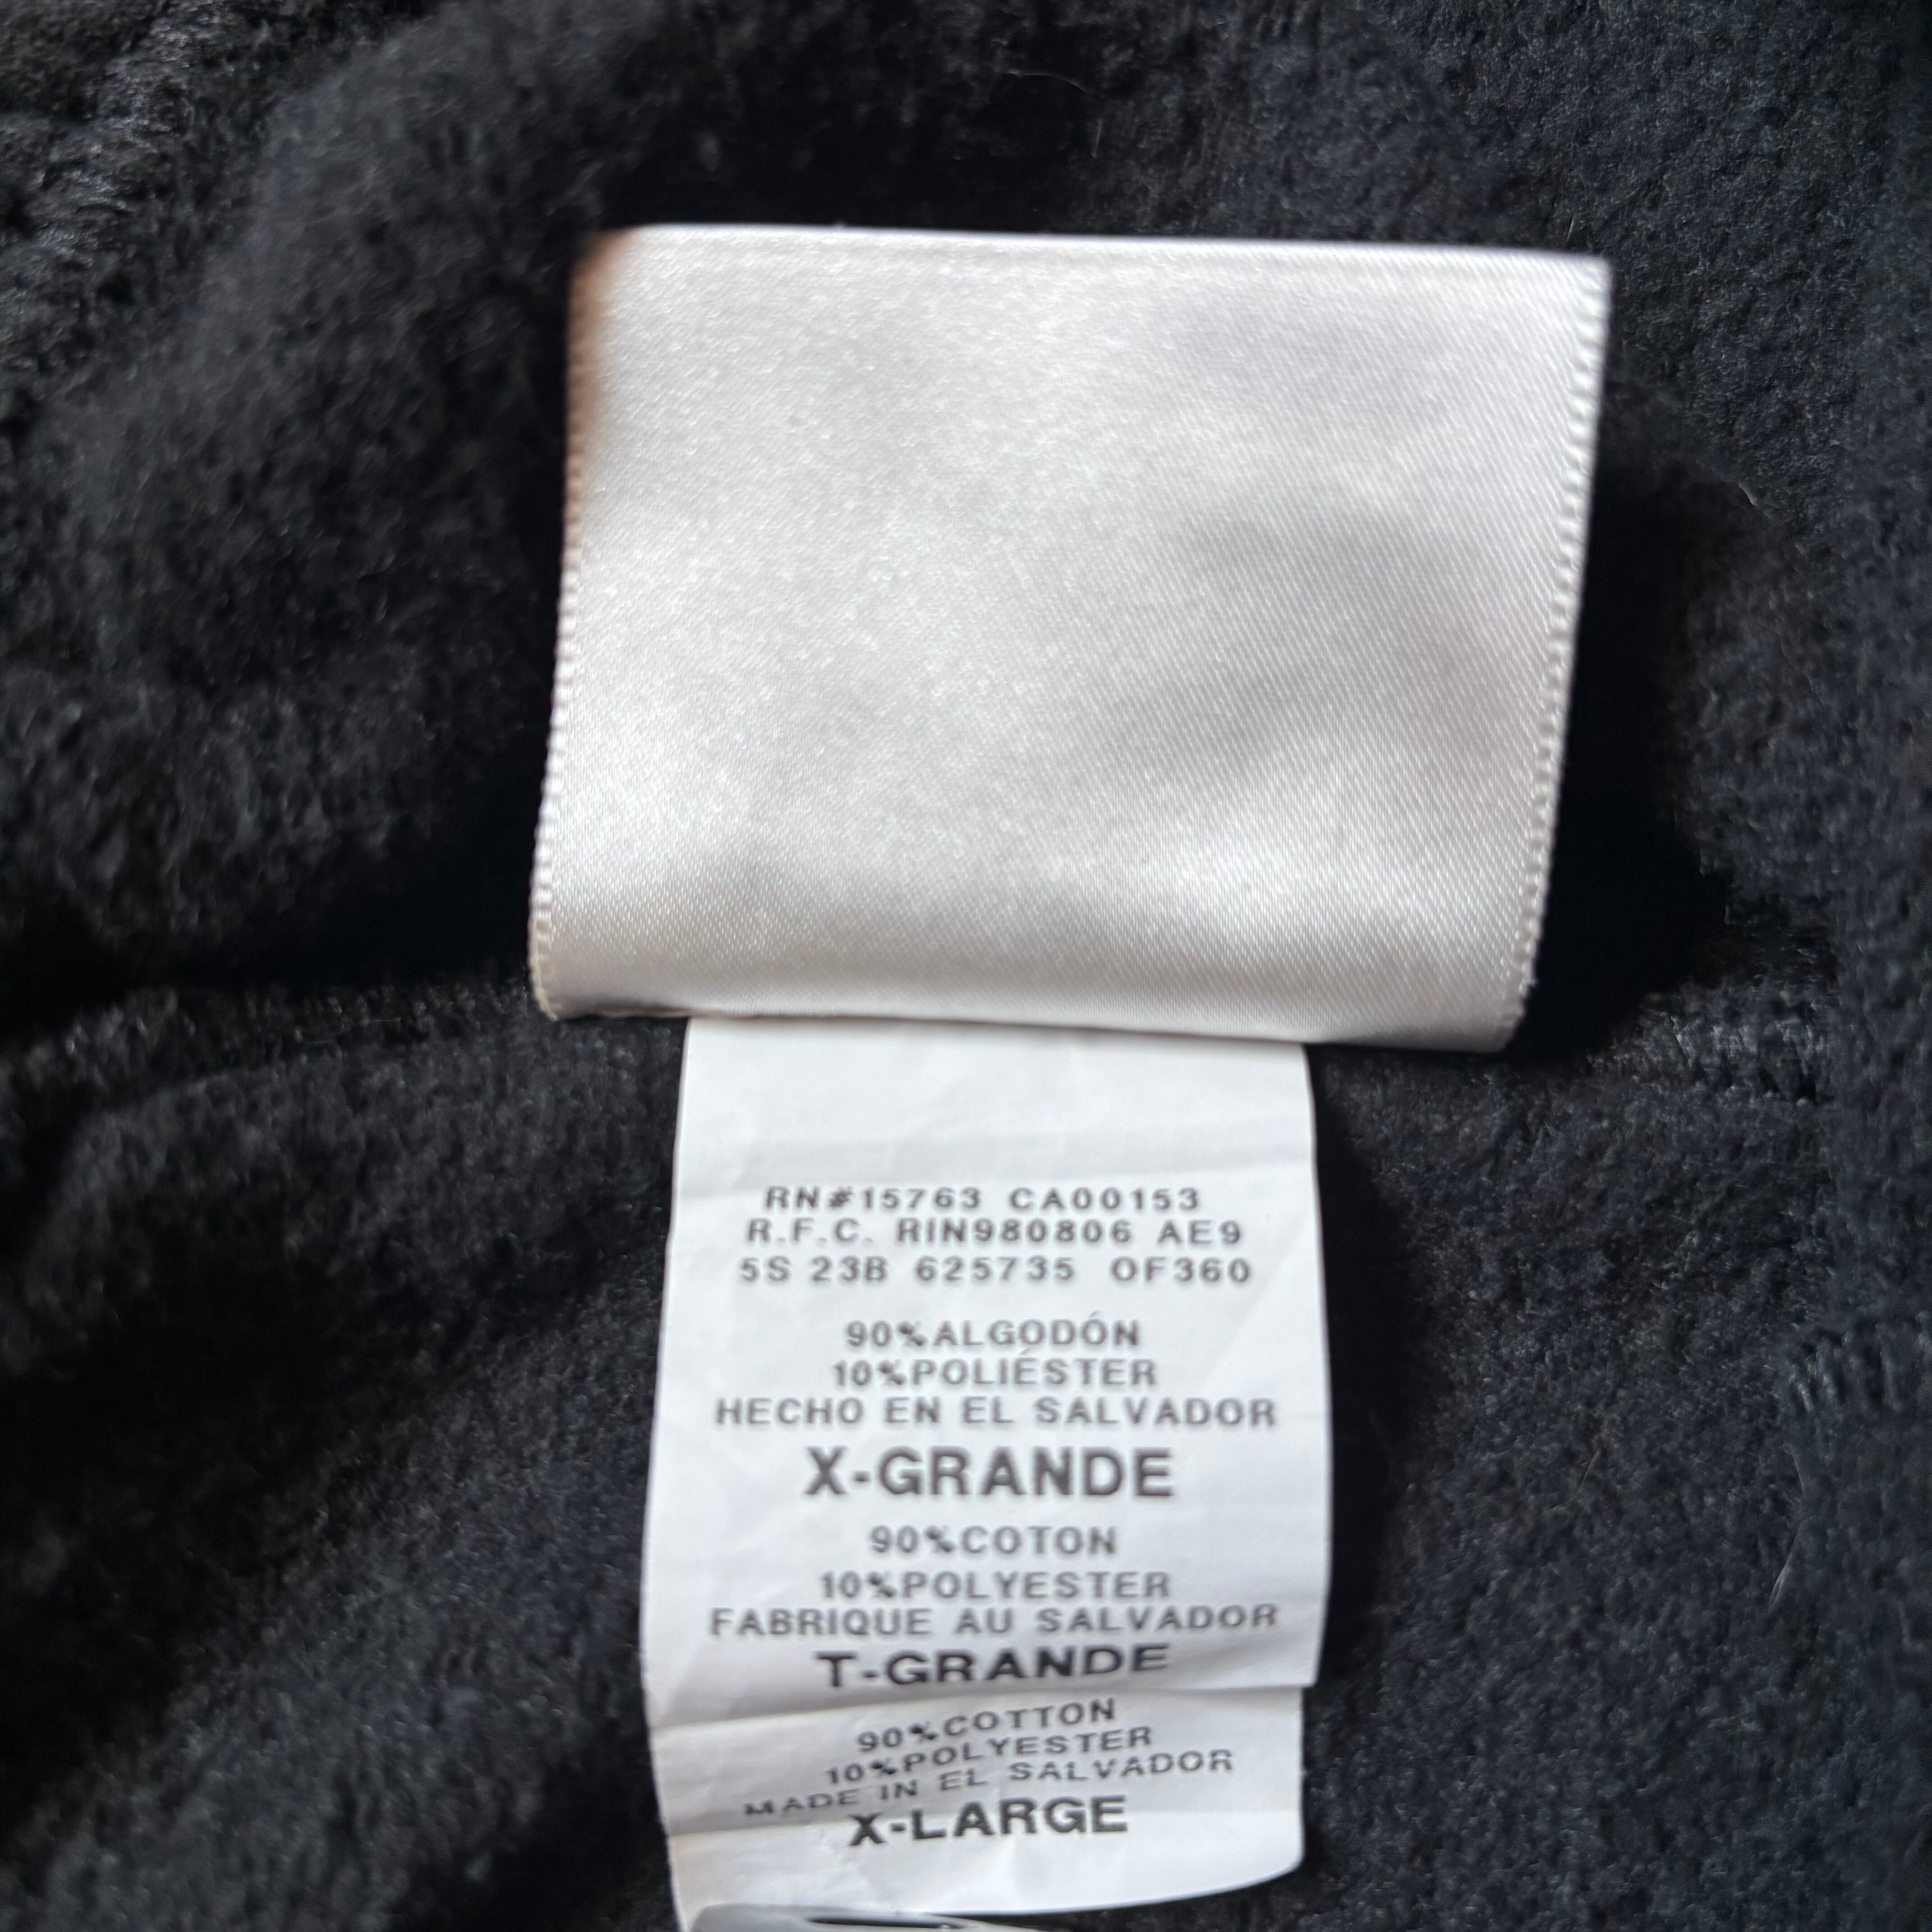 RN#15763 CA00153
R.F.C. RIN980806 AE9
5S 23B 625735 OF360
90%ALGODÓN
10%POLIÉSTER
HECHO EN EL SALVADOR
X-GRANDE
90%COTON
10%POLYESTER
FABRIQUE AU SALVADOR
T-GRANDE
90%COTTON
10%POLYESTER
MADE IN EL SALVADOR
X-LARGE